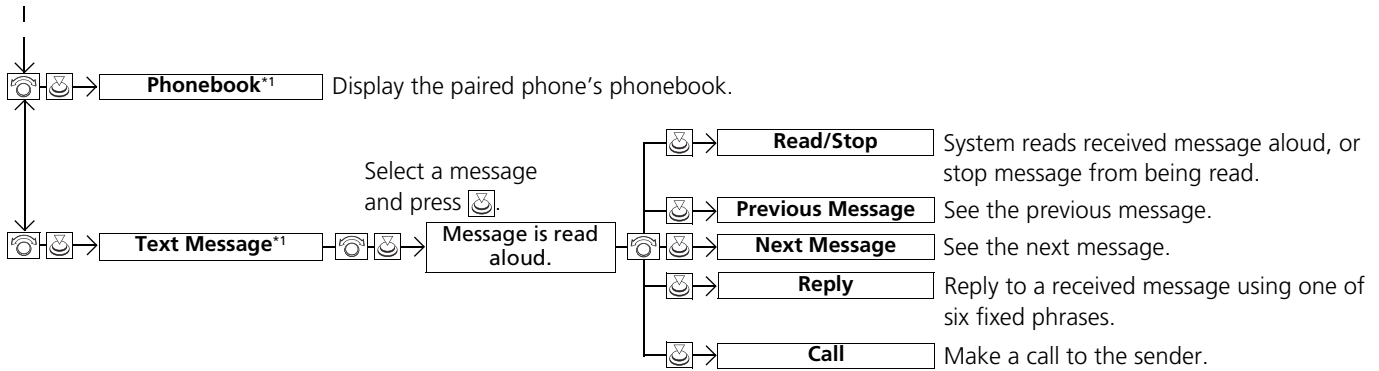 Phonebook*1 Display the paired phone's phonebook.
Select a message
and press .
Text Message*1
Message is read
aloud.
Read/Stop System reads received message aloud, or
stop message from being read.
Previous Message See the previous message.
Next Message See the next message.
Reply Reply to a received message using one of
six fixed phrases.
Call Make a call to the sender.